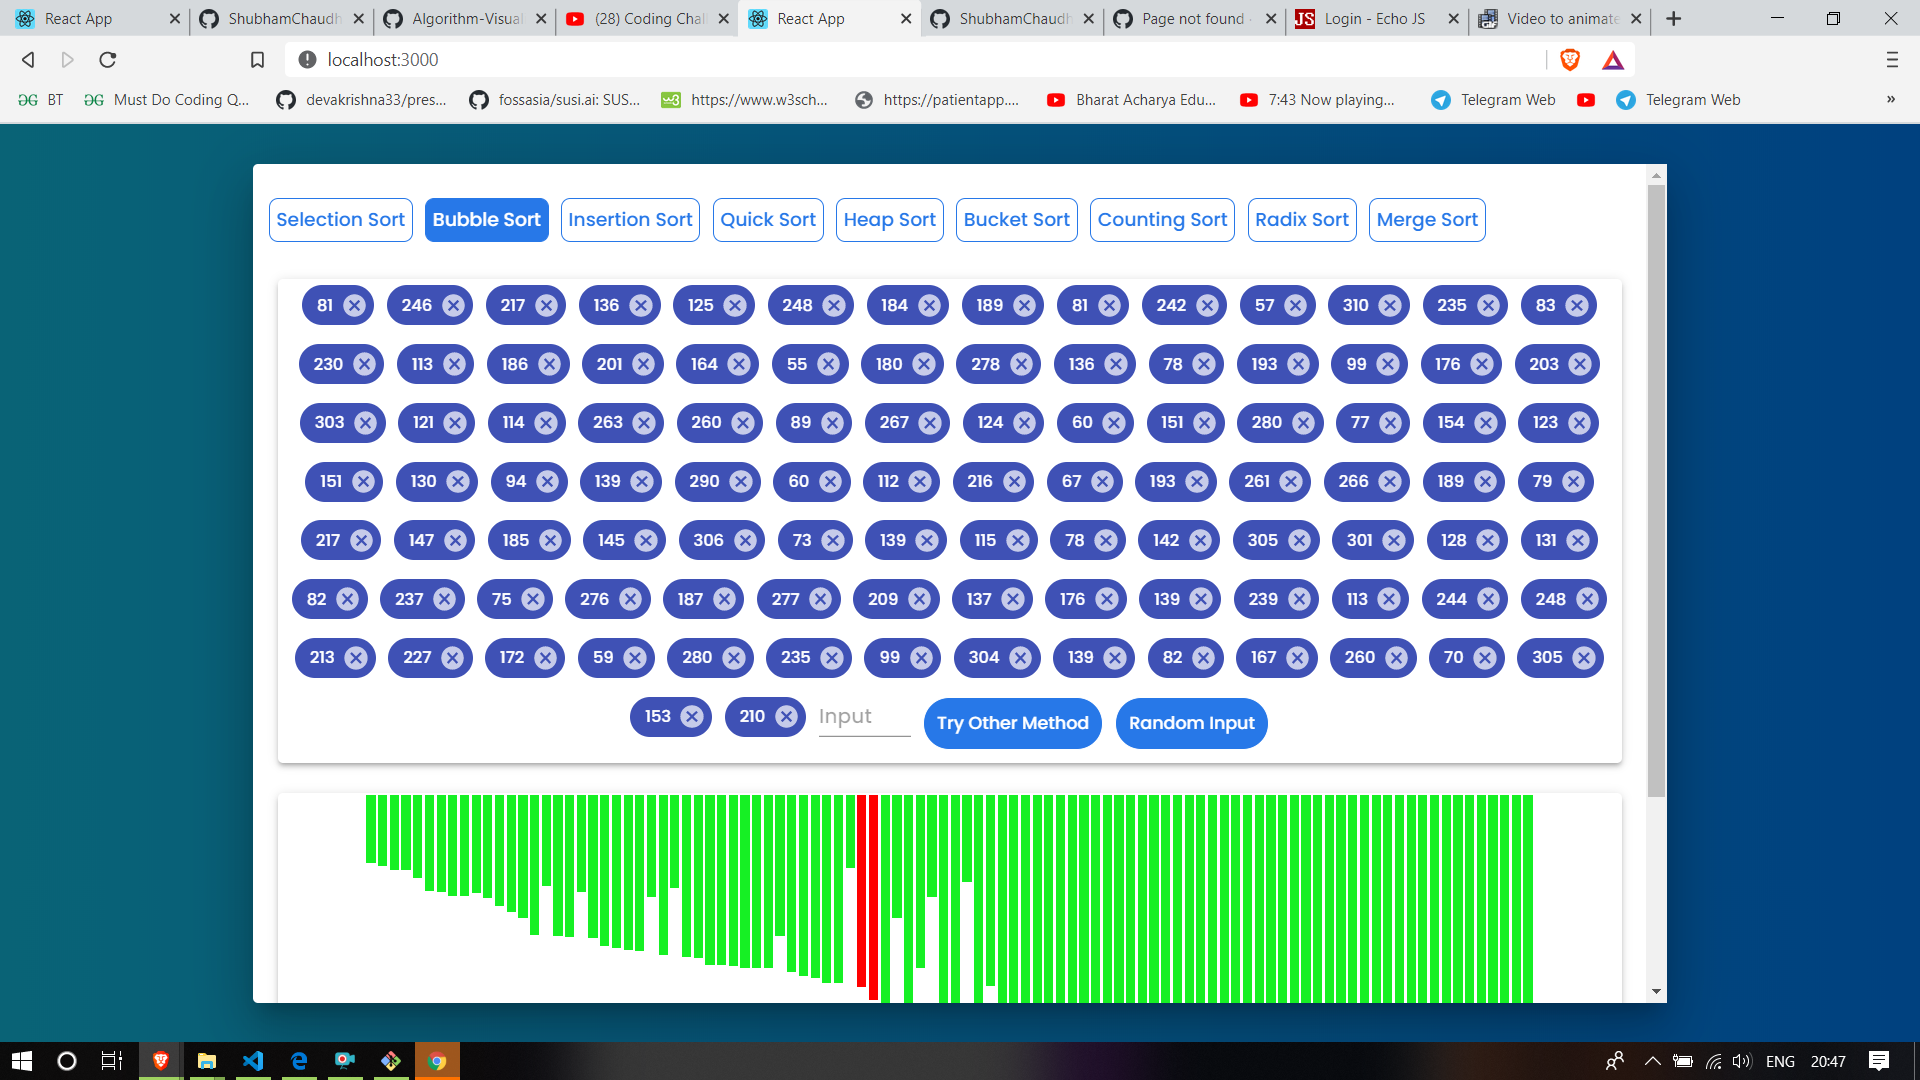 React App
ShubhamChaudh
Algorithm-Visual
(28) Coding Chall
React App
ShubhamChaudh
Page not found ·
Login - Echo JS
Video to animate
localhost:3000
BT
Must Do Coding Q...
devakrishna33/pres...
fossasia/susi.ai: SUS...
https://www.w3sch...
https://patientapp....
Bharat Acharya Edu...
7:43 Now playing...
Telegram Web
Telegram Web
»
Selection Sort Bubble Sort Insertion Sort Quick Sort Heap Sort Bucket Sort Counting Sort Radix Sort Merge Sort
81 246 217 136 125 248 184 189 81 242 57 310 235 83
230 113 186 201 164 55 180 278 136 78 193 99 176 203
303 121 114 263 260 89 267 124 60 151 280 77 154 123
151 130 94 139 290 60 112 216 67 193 261 266 189 79
217 147 185 145 306 73 139 115 78 142 305 301 128 131
82 237 75 276 187 277 209 137 176 139 239 113 244 248
213 227 172 59 280 235 99 304 139 82 167 260 70 305
153 210 Input Try Other Method Random Input
ENG 20:47